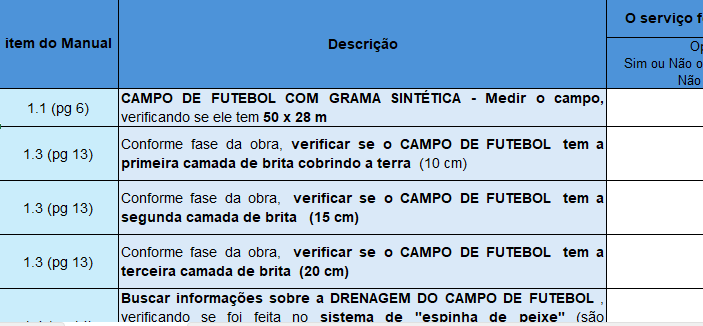 item do Manual
Descrição
O serviço f
Op
Sim ou Não o
Não
1.1 (pg 6)
CAMPO DE FUTEBOL COM GRAMA SINTÉTICA - Medir o campo,
verificando se ele tem 50 x 28 m
1.3 (pg 13)
Conforme fase da obra, verificar se o CAMPO DE FUTEBOL tem a
primeira camada de brita cobrindo a terra (10 cm)
1.3 (pg 13)
Conforme fase da obra, verificar se o CAMPO DE FUTEBOL tem a
segunda camada de brita (15 cm)
1.3 (pg 13)
Conforme fase da obra, verificar se o CAMPO DE FUTEBOL tem a
terceira camada de brita (20 cm)
Buscar informações sobre a DRENAGEM DO CAMPO DE FUTEBOL ,
verificando se foi feita no sistema de "espinha de peixe" (são